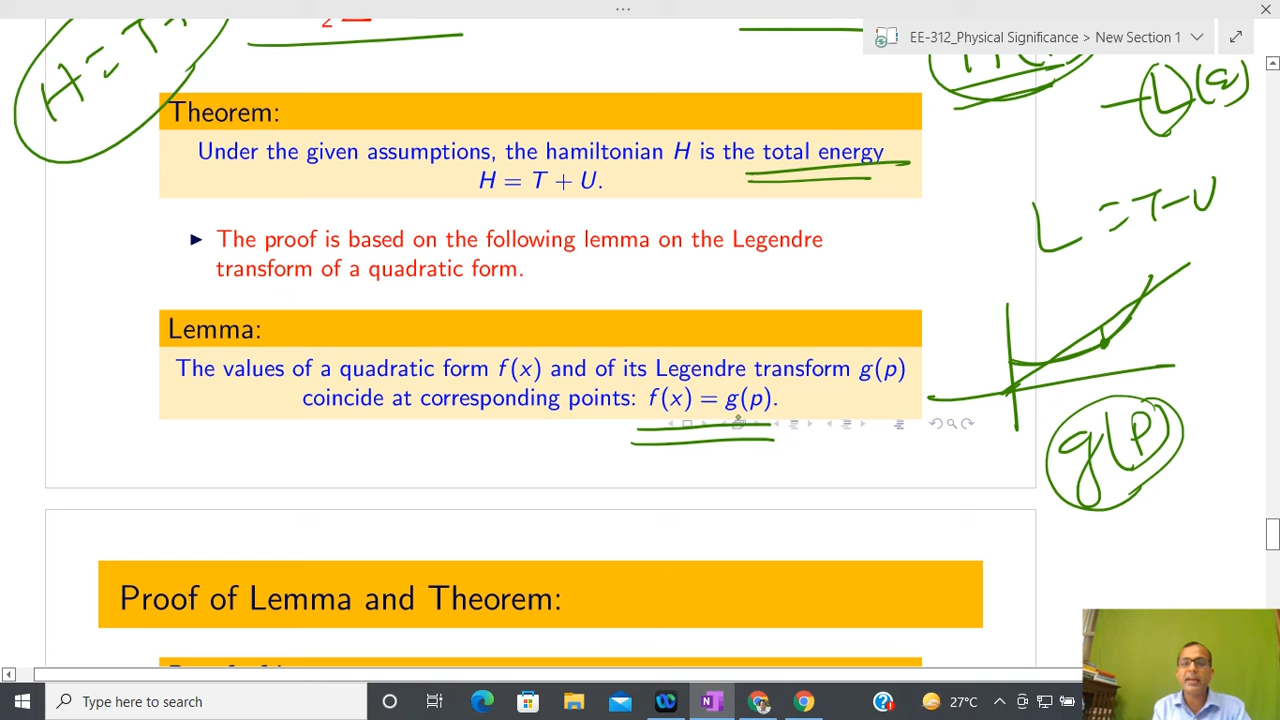 EE-312_Physical Significance > New Section 1
H = T
2
L (q)
Theorem:
Under the given assumptions, the hamiltonian H is the total energy
H = T + U.
L = T - U
► The proof is based on the following lemma on the Legendre
transform of a quadratic form.
Lemma:
The values of a quadratic form f(x) and of its Legendre transform g(p)
coincide at corresponding points: f(x) = g(p).
g(p)
Proof of Lemma and Theorem:
Type here to search
27°C